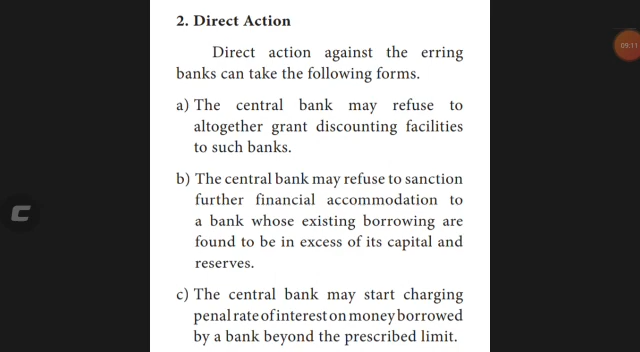 2. Direct Action
Direct action against the erring
banks can take the following forms.
a) The central bank may refuse to
altogether grant discounting facilities
to such banks.
b) The central bank may refuse to sanction
further financial accommodation to
a bank whose existing borrowing are
found to be in excess of its capital and
reserves.
c) The central bank may start charging
penal rate of interest on money borrowed
by a bank beyond the prescribed limit.
09:11